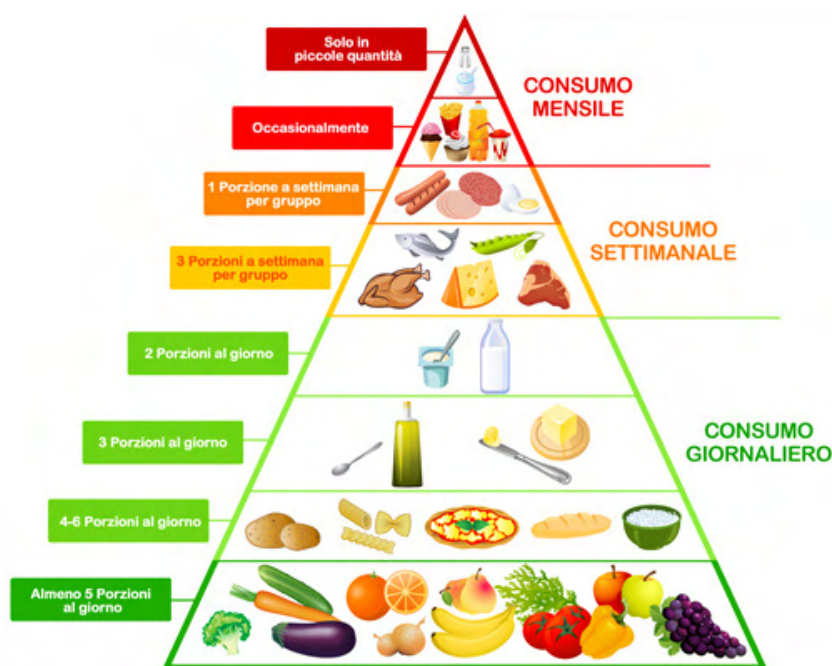 Solo in
piccole quantità
CONSUMO
MENSILE
Occasionalmente
1 Porzione a settimana
per gruppo
CONSUMO
SETTIMANALE
3 Porzioni a settimana
per gruppo
2 Porzioni al giorno
3 Porzioni al giorno
CONSUMO
GIORNALIERO
4-6 Porzioni al giorno
Almeno 5 Porzioni
al giorno